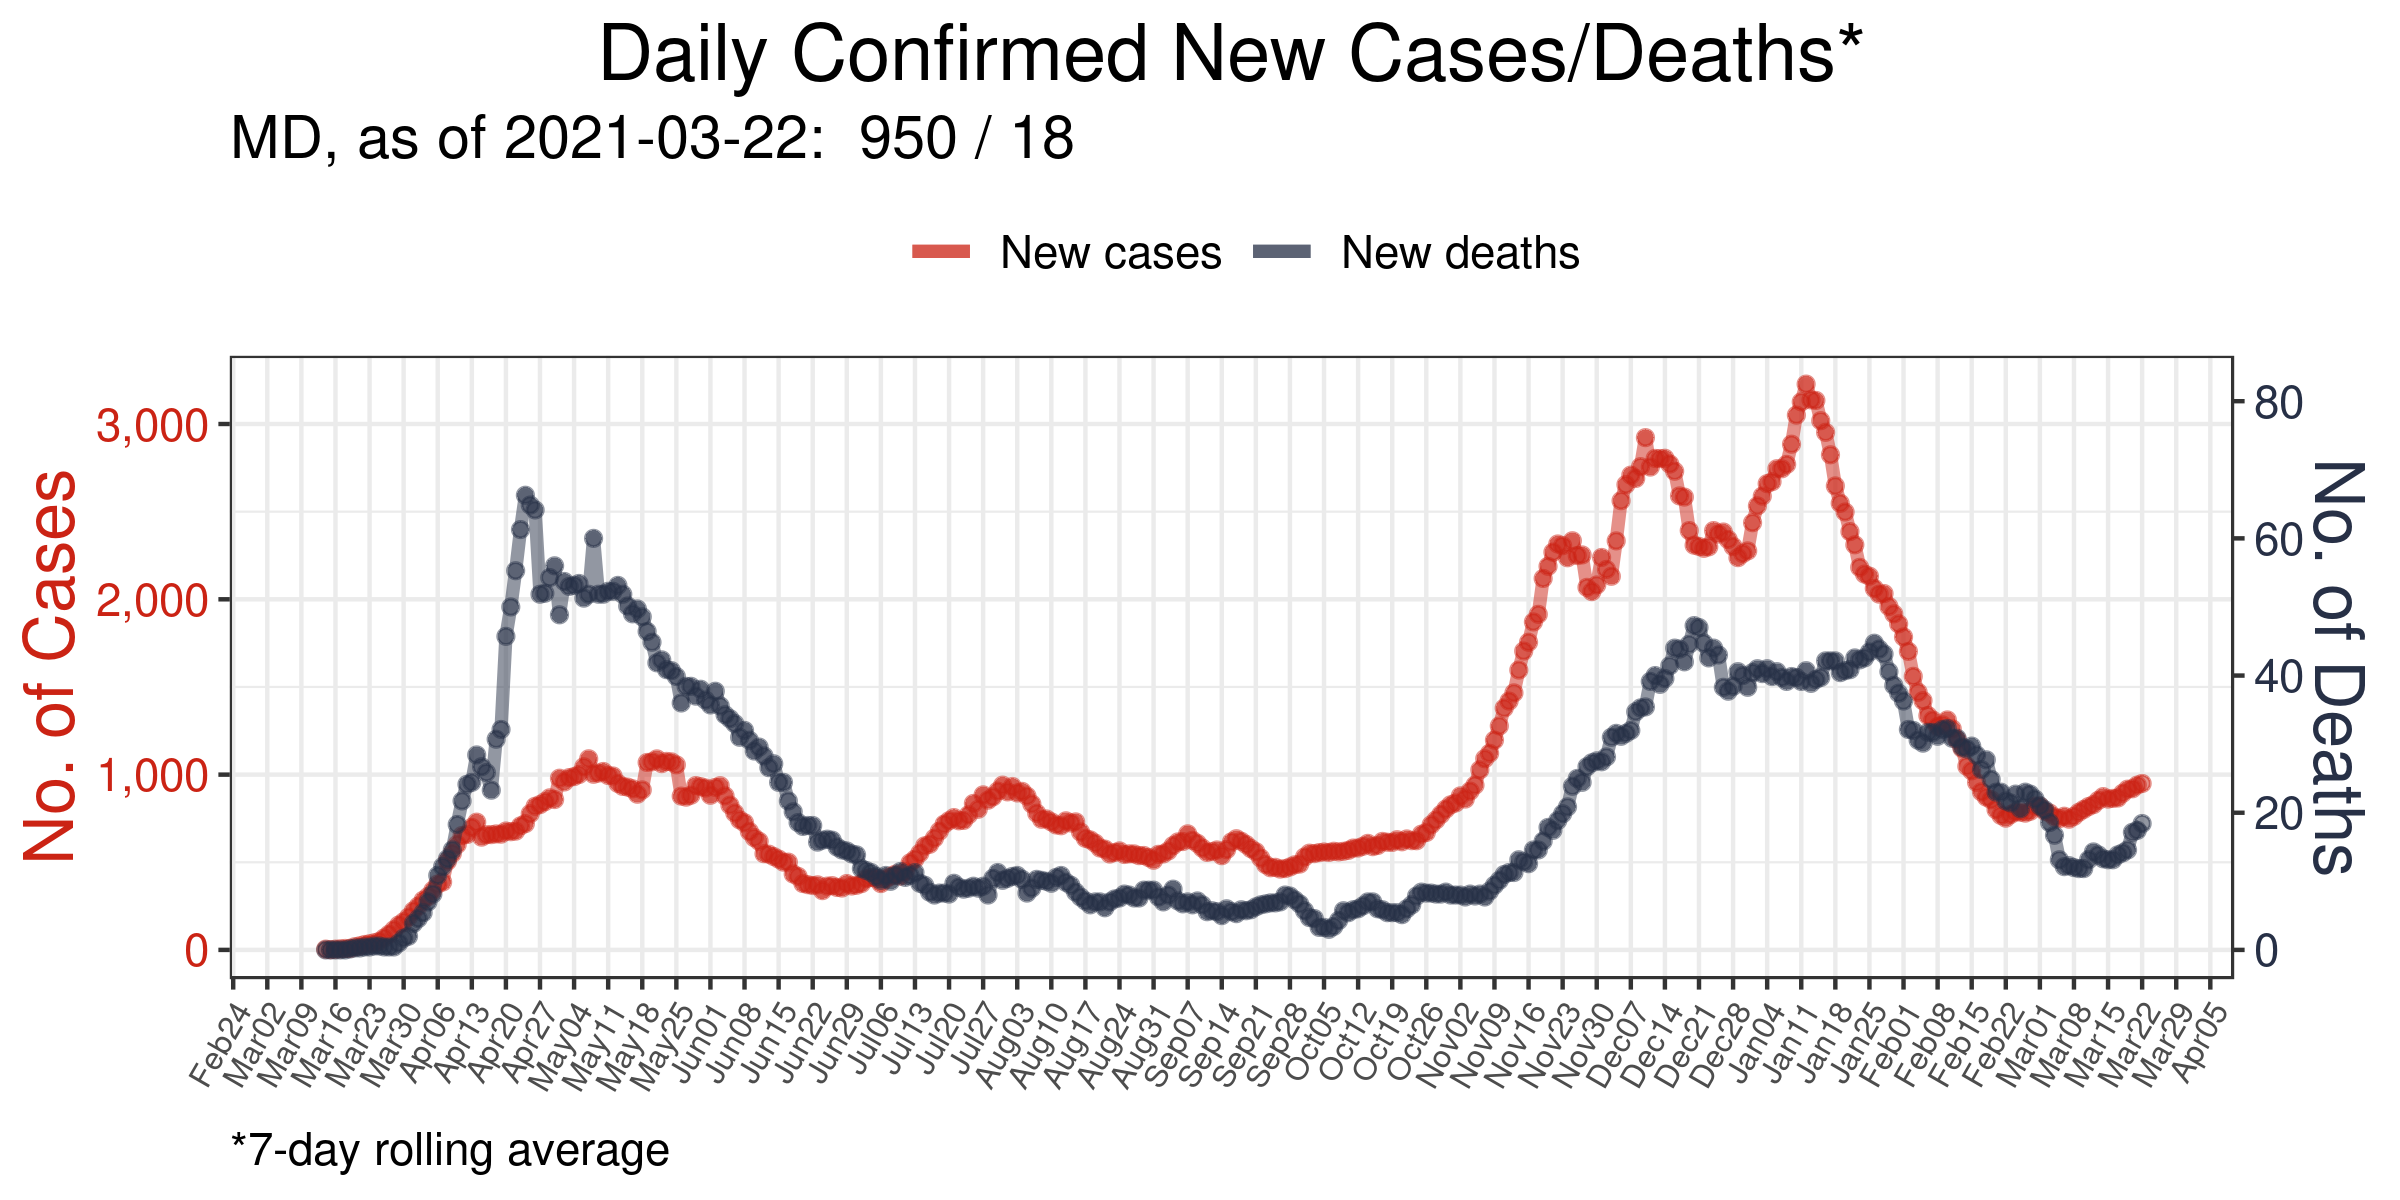 Daily Confirmed New Cases/Deaths*
MD, as of 2021-03-22:  950 / 18
New cases
New deaths
No. of Cases
3,000
2,000
1,000
0
80
60
40
20
0
No. of Deaths
Feb24
Mar02
Mar09
Mar16
Mar23
Mar30
Apr06
Apr13
Apr20
Apr27
May04
May11
May18
May25
Jun01
Jun08
Jun15
Jun22
Jun29
Jul06
Jul13
Jul20
Jul27
Aug03
Aug10
Aug17
Aug24
Aug31
Sep07
Sep14
Sep21
Sep28
Oct05
Oct12
Oct19
Oct26
Nov02
Nov09
Nov16
Nov23
Nov30
Dec07
Dec14
Dec21
Dec28
Jan04
Jan11
Jan18
Jan25
Feb01
Feb08
Feb15
Feb22
Mar01
Mar08
Mar15
Mar22
Mar29
Apr05
*7-day rolling average